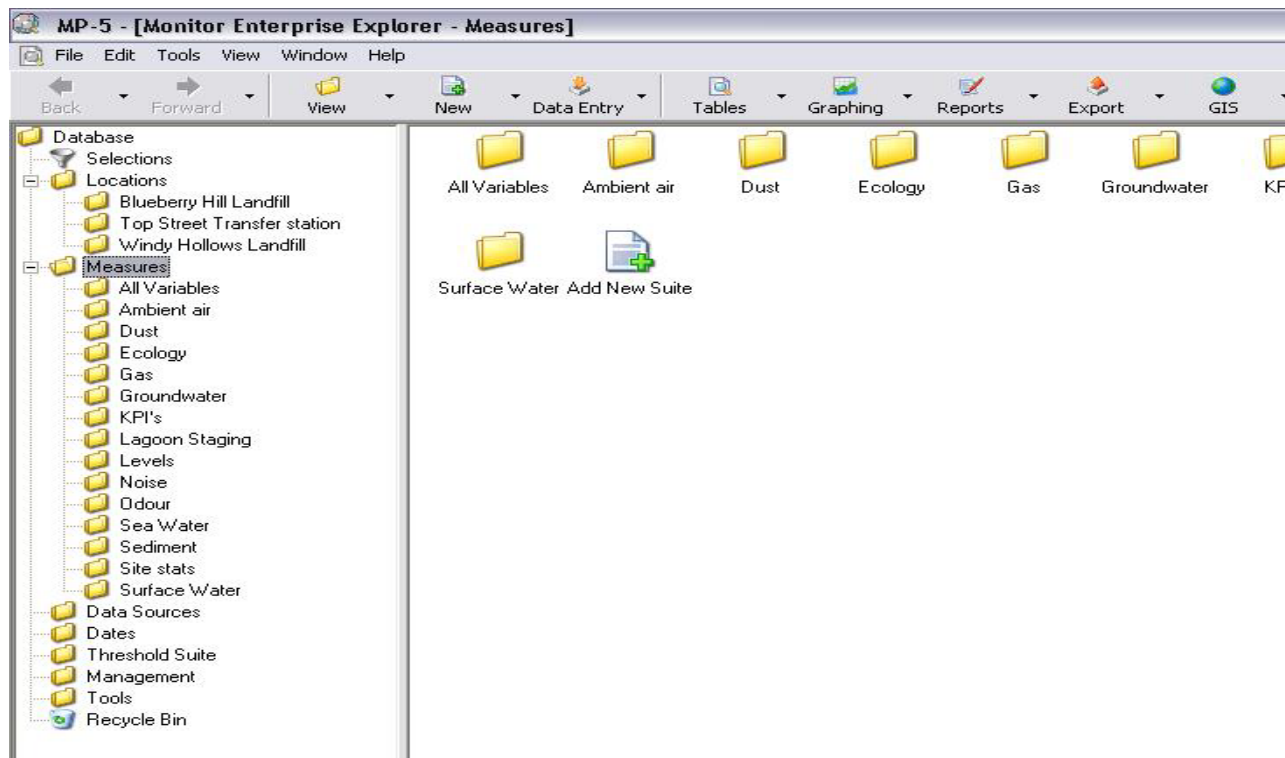 MP-5 - [Monitor Enterprise Explorer - Measures]
File Edit Tools View Window Help
Back Forward View New Data Entry Tables Graphing Reports Export GIS
Database
Selections
Locations
Blueberry Hill Landfill
Top Street Transfer station
Windy Hollows Landfill
Measures
All Variables
Ambient air
Dust
Ecology
Gas
Groundwater
KPI's
Lagoon Staging
Levels
Noise
Odour
Sea Water
Sediment
Site stats
Surface Water
Data Sources
Dates
Threshold Suite
Management
Tools
Recycle Bin
All Variables Ambient air Dust Ecology Gas Groundwater
Surface Water Add New Suite